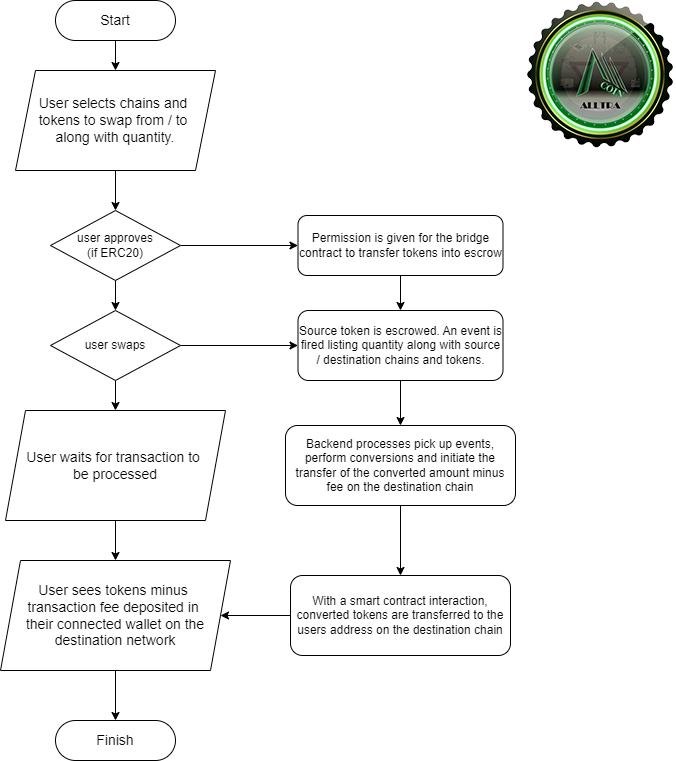 Start
User selects chains and
tokens to swap from / to
along with quantity.
user approves
(if ERC20)
Permission is given for the bridge
contract to transfer tokens into escrow
user swaps
Source token is escrowed. An event is
fired listing quantity along with source
/ destination chains and tokens.
User waits for transaction to
be processed
Backend processes pick up events,
perform conversions and initiate the
transfer of the converted amount minus
fee on the destination chain
User sees tokens minus
transaction fee deposited in
their connected wallet on the
destination network
With a smart contract interaction,
converted tokens are transferred to the
users address on the destination chain
Finish
COIN
ALLTRA